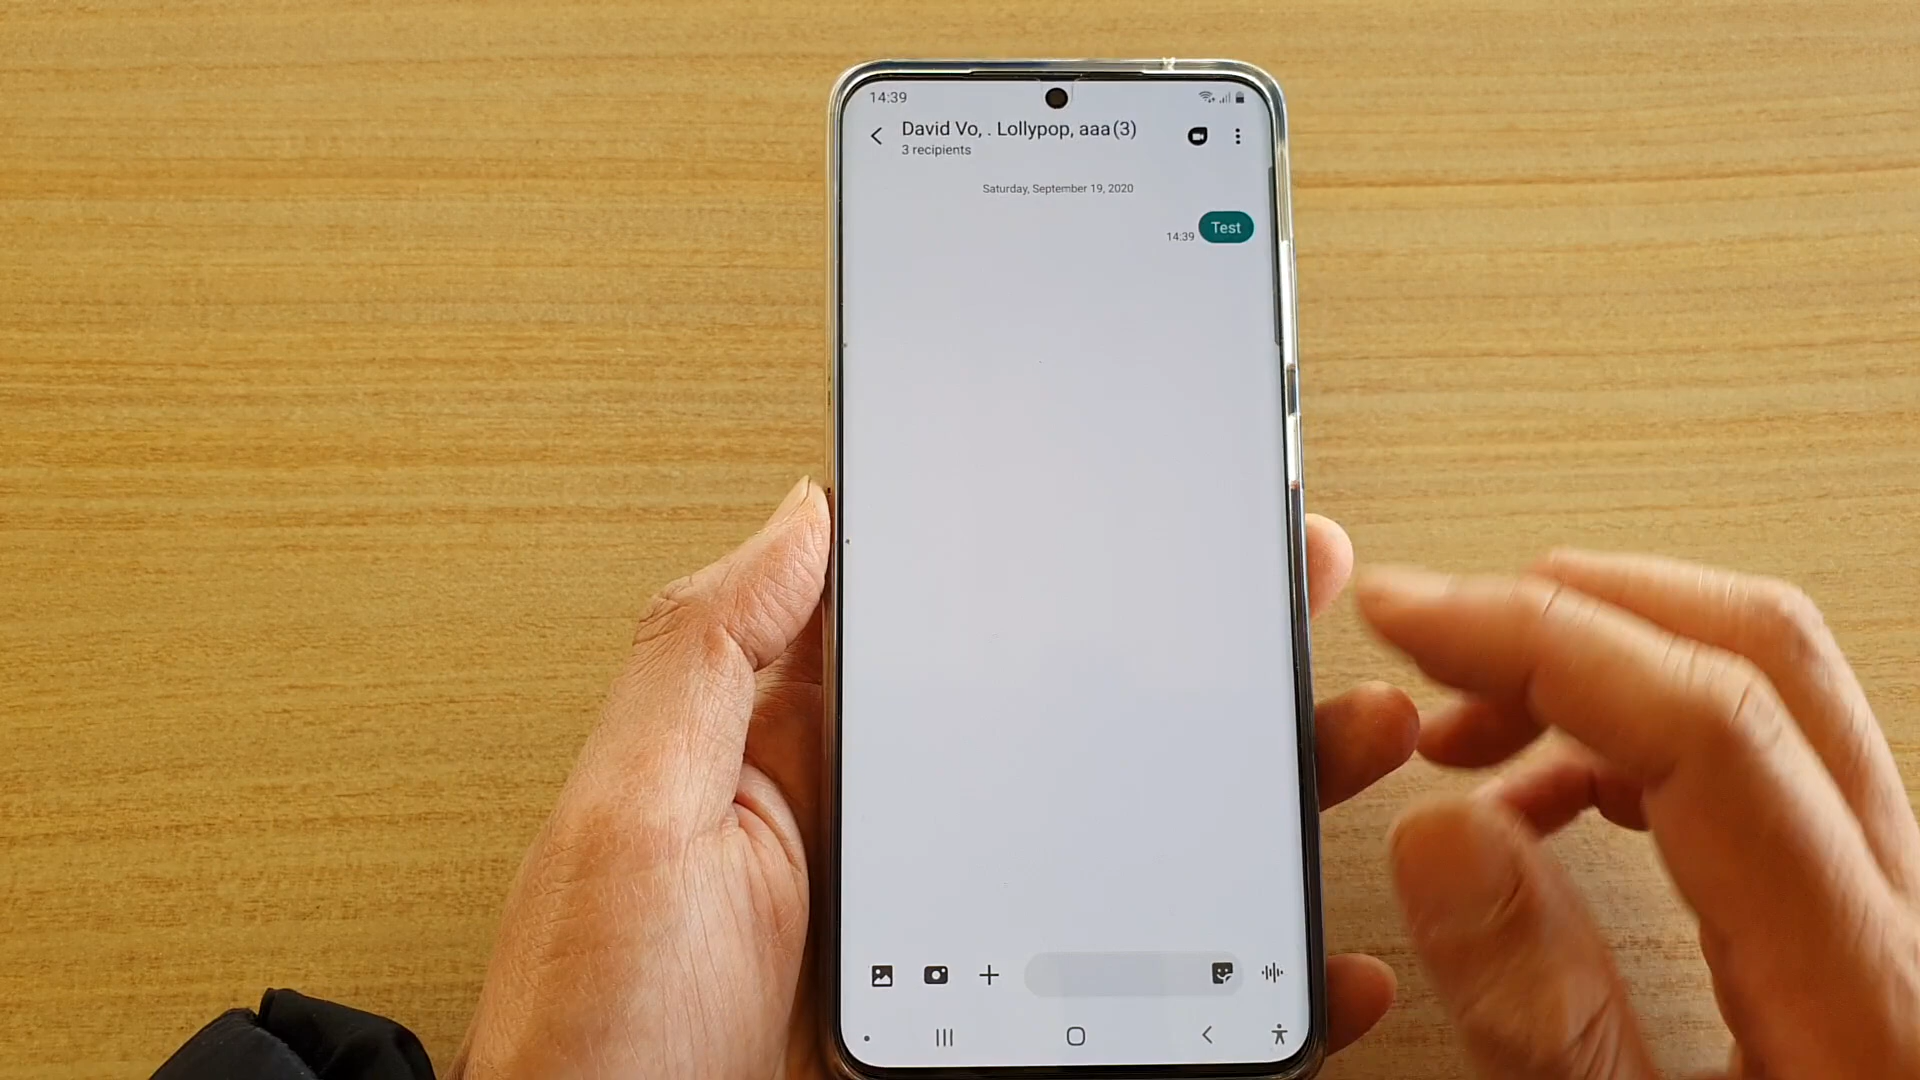 14:39
David Vo, . Lollypop, aaa(3)
3 recipients
Saturday, September 19, 2020
14:39 Test